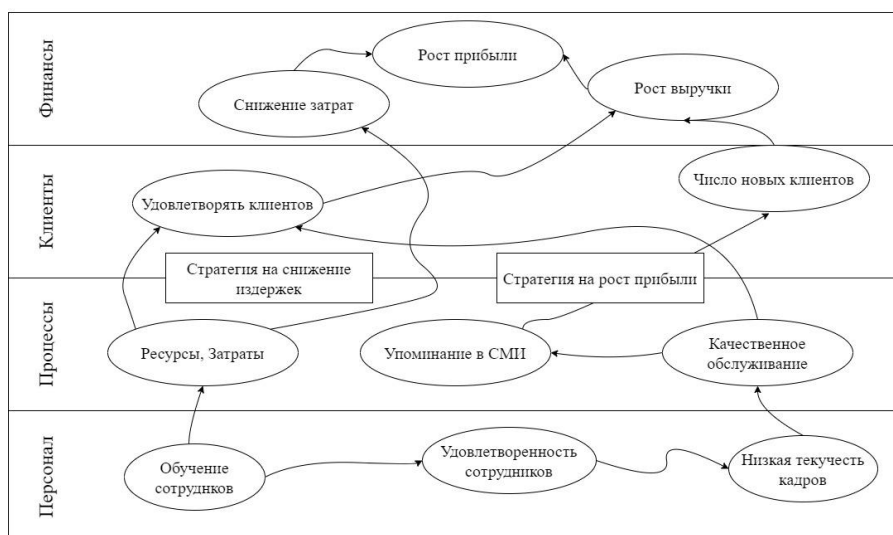 Финансы
Рост прибыли
Снижение затрат
Рост выручки
Клиенты
Удовлетворять клиентов
Число новых клиентов
Стратегия на снижение
издержек
Стратегия на рост прибыли
Процессы
Ресурсы, Затраты
Упоминание в СМИ
Качественное
обслуживание
Персонал
Обучение
сотруднков
Удовлетворенность
сотрудников
Низкая текучесть
кадров